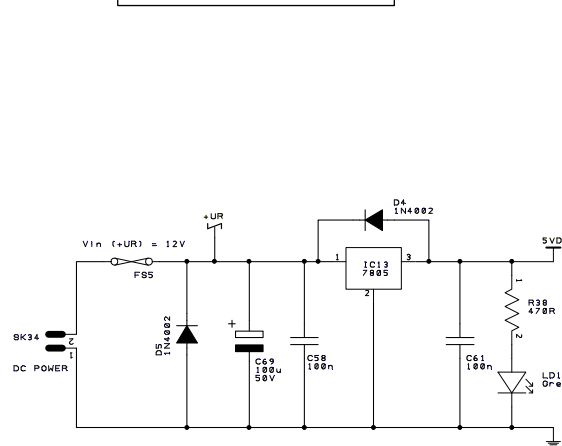 D4
1N4002
+UR
5VD
Vin (+UR) = 12V
1
IC13
7805
3
FS5
2
1
R38
470R
2
SK34
2
1
D5
1N4002
+
C69
100u
50V
C58
100n
C61
100n
DC POWER
LD1
Gre